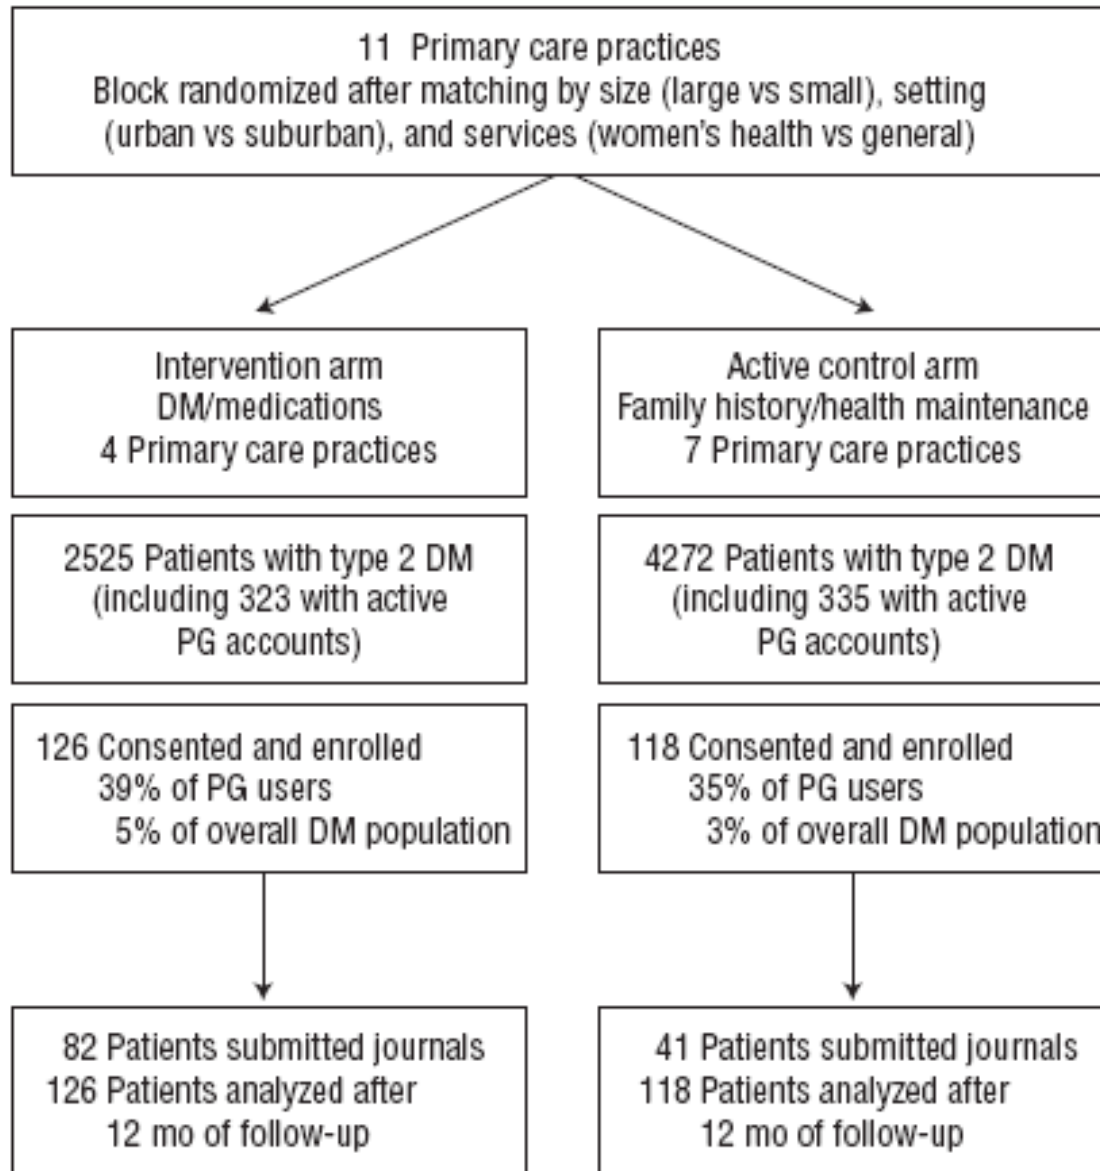 11 Primary care practices
Block randomized after matching by size (large vs small), setting
(urban vs suburban), and services (women's health vs general)
Intervention arm
DM/medications
4 Primary care practices
Active control arm
Family history/health maintenance
7 Primary care practices
2525 Patients with type 2 DM
(including 323 with active
PG accounts)
4272 Patients with type 2 DM
(including 335 with active
PG accounts)
126 Consented and enrolled
39% of PG users
5% of overall DM population
118 Consented and enrolled
35% of PG users
3% of overall DM population
82 Patients submitted journals
126 Patients analyzed after
12 mo of follow-up
41 Patients submitted journals
118 Patients analyzed after
12 mo of follow-up